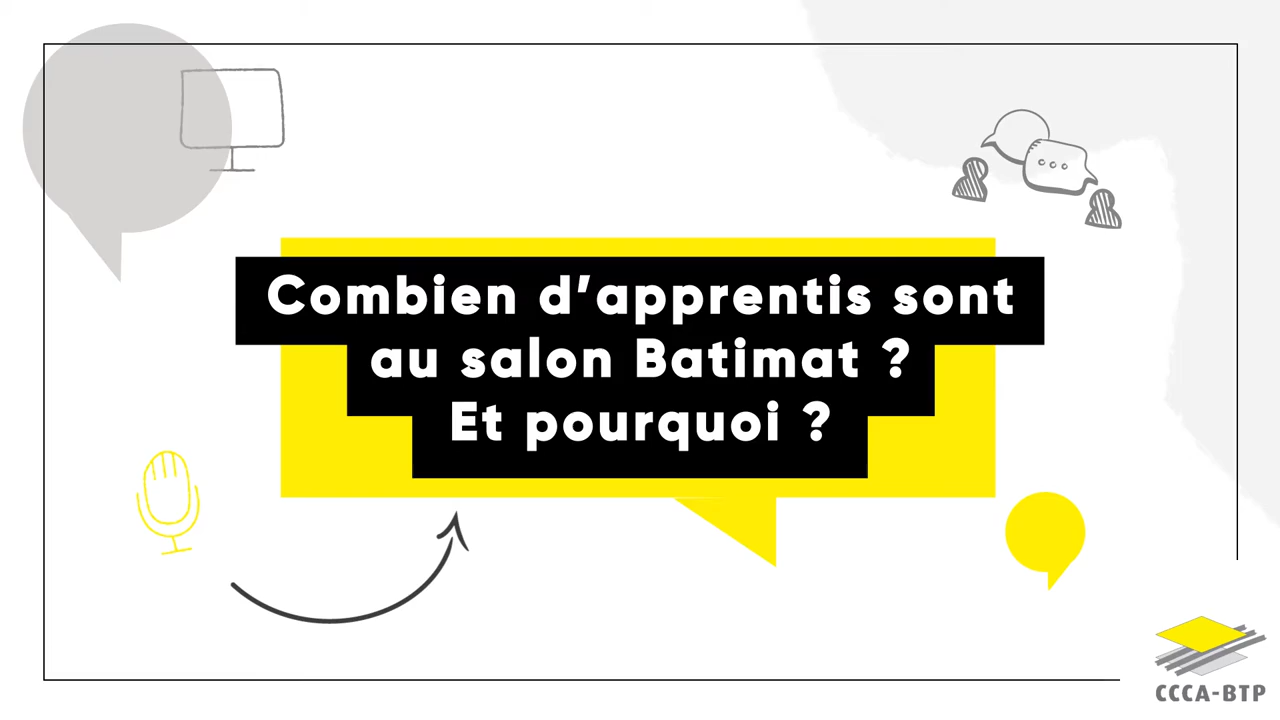 Combien d’apprentis sont
au salon Batimat ?
Et pourquoi ?
CCCA-BTP